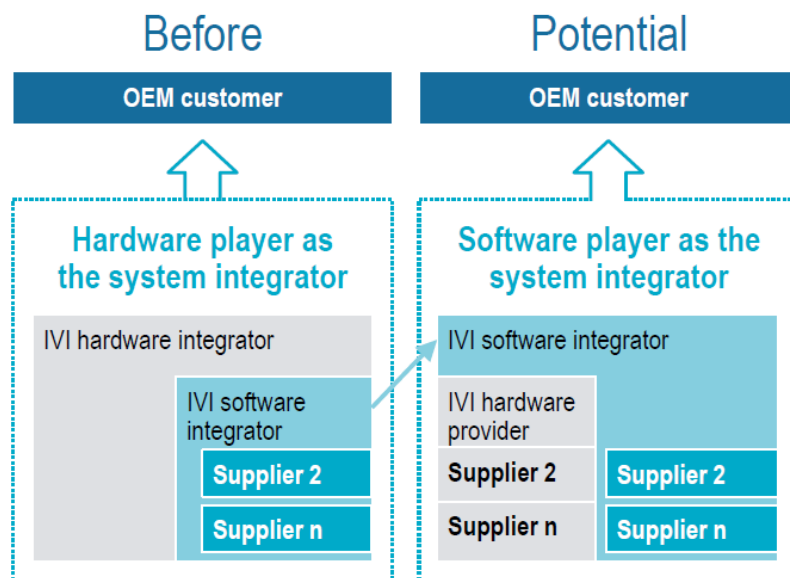 Before
OEM customer
Hardware player as
the system integrator
IVI hardware integrator
IVI software
integrator
Supplier 2
Supplier n
Potential
OEM customer
Software player as the
system integrator
IVI software integrator
IVI hardware
provider
Supplier 2
Supplier n
Supplier 2
Supplier n